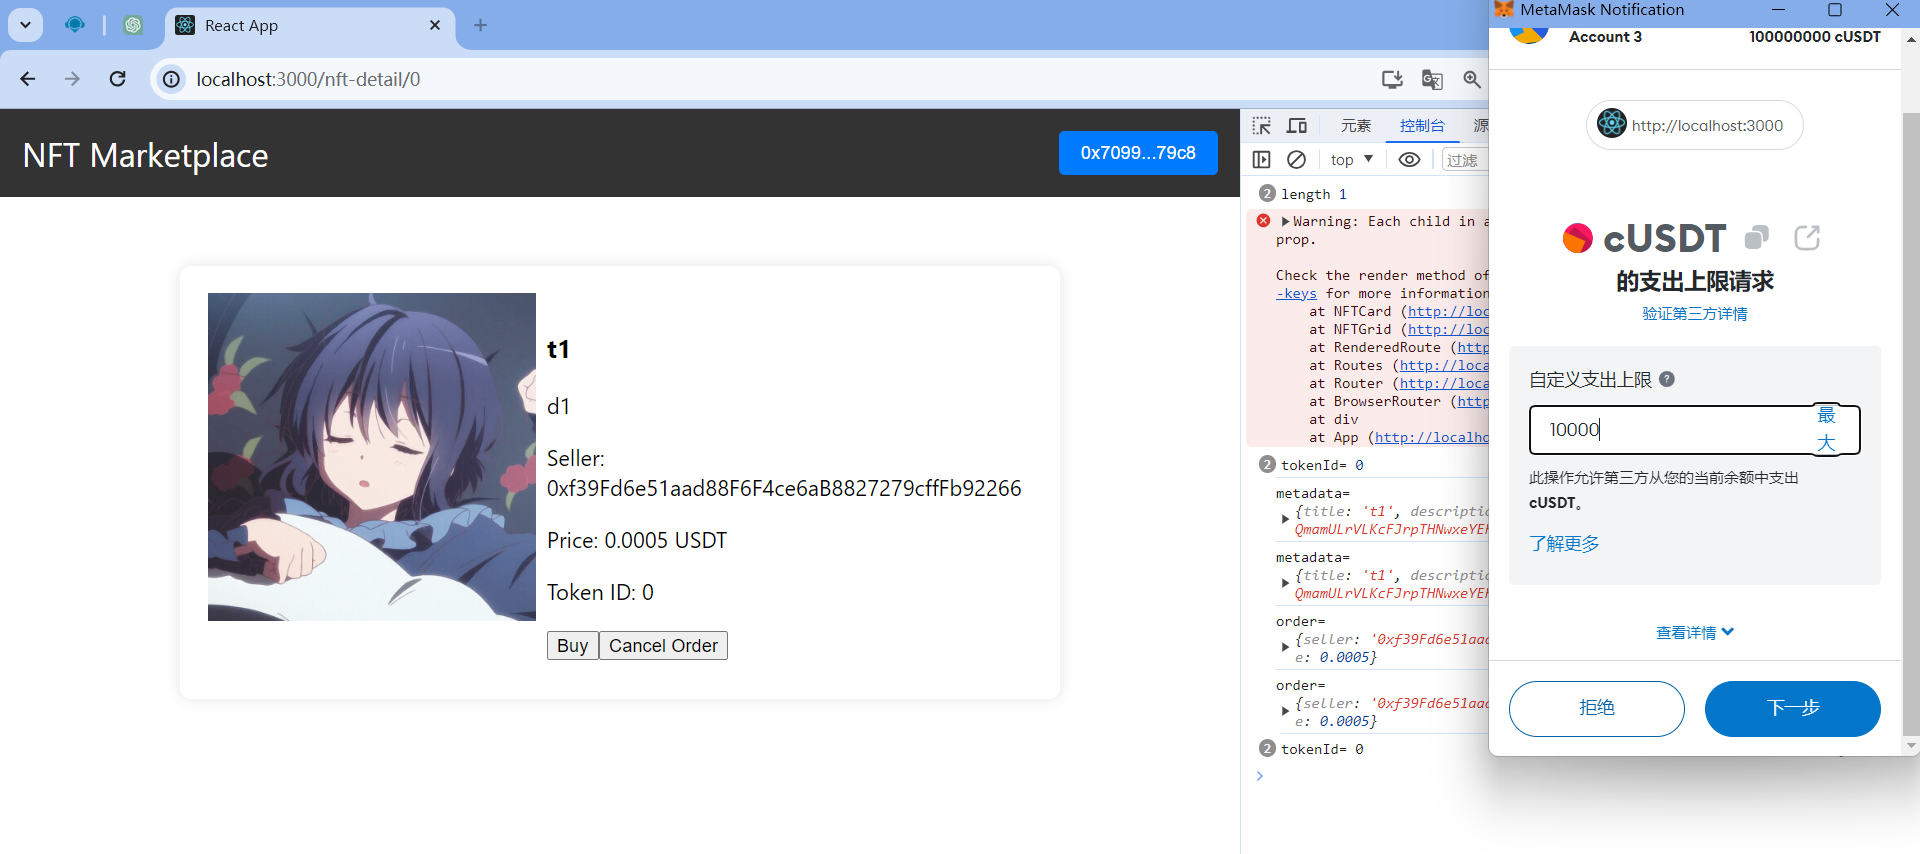 React App
localhost:3000/nft-detail/0
NFT Marketplace
0x7099...79c8
t1
d1
Seller:
0xf39Fd6e51aad88F6F4ce6aB8827279cffFb92266
Price: 0.0005 USDT
Token ID: 0
Buy
Cancel Order
元素
控制台
源
top
过滤
2 length 1
Warning: Each child in a
prop.
Check the render method of
-keys for more information
at NFTCard (http://loc
at NFTGrid (http://loc
at RenderedRoute (http
at Routes (http://loca
at Router (http://loca
at BrowserRouter (http
at div
at App (http://localho
2 tokenId= 0
metadata=
{title: 't1', descripti
QmamULrVLKcFJrpTHNwxeYE
metadata=
{title: 't1', descripti
QmamULrVLKcFJrpTHNwxeYE
order=
{seller: '0xf39Fd6e51aad
e: 0.0005}
order=
{seller: '0xf39Fd6e51aad
e: 0.0005}
2 tokenId= 0
MetaMask Notification
Account 3
100000000 cUSDT
http://localhost:3000
cUSDT
的支出上限请求
验证第三方详情
自定义支出上限
10000
最
大
此操作允许第三方从您的当前余额中支出
cUSDT。
了解更多
查看详情
拒绝
下一步